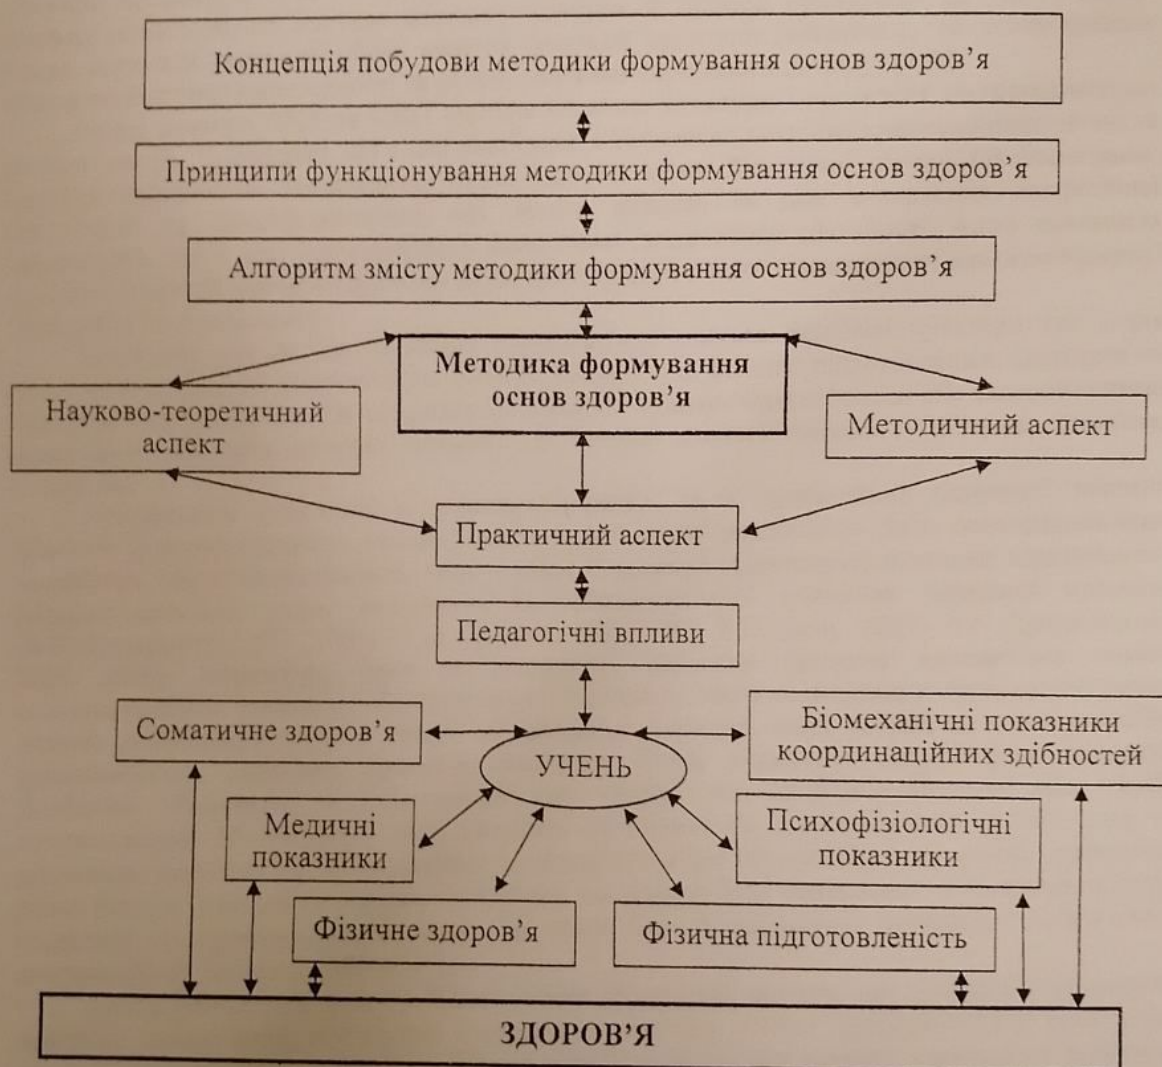 Концепція побудови методики формування основ здоров’я
Принципи функціонування методики формування основ здоров’я
Алгоритм змісту методики формування основ здоров’я
Методика формування
основ здоров’я
Науково-теоретичний
аспект
Методичний аспект
Практичний аспект
Педагогічні впливи
Соматичне здоров’я
Біомеханічні показники
координаційних здібностей
УЧЕНЬ
Медичні
показники
Психофізіологічні
показники
Фізичне здоров’я
Фізична підготовленість
ЗДОРОВ’Я